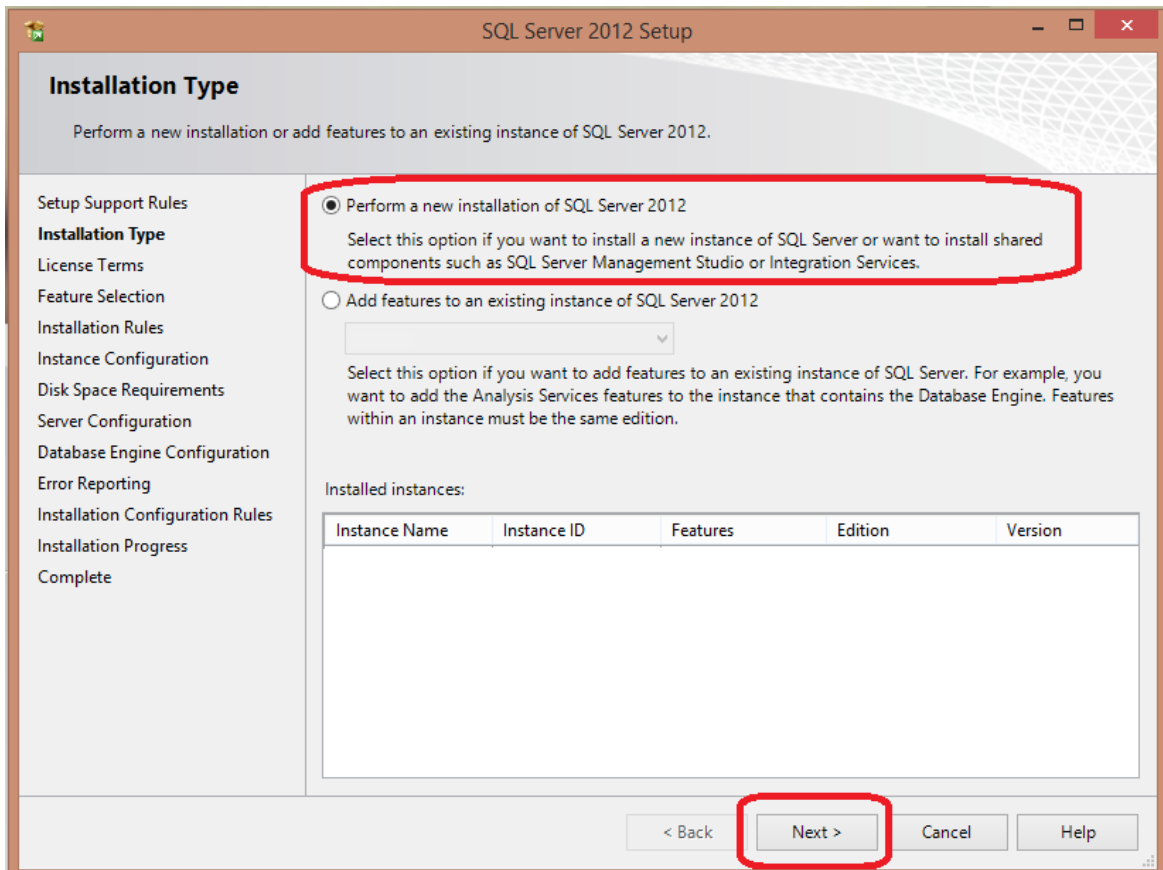 SQL Server 2012 Setup
Installation Type
Perform a new installation or add features to an existing instance of SQL Server 2012.
Setup Support Rules
Installation Type
License Terms
Feature Selection
Installation Rules
Instance Configuration
Disk Space Requirements
Server Configuration
Database Engine Configuration
Error Reporting
Installation Configuration Rules
Installation Progress
Complete
Perform a new installation of SQL Server 2012
Select this option if you want to install a new instance of SQL Server or want to install shared
components such as SQL Server Management Studio or Integration Services.
Add features to an existing instance of SQL Server 2012
Select this option if you want to add features to an existing instance of SQL Server. For example, you
want to add the Analysis Services features to the instance that contains the Database Engine. Features
within an instance must be the same edition.
Installed instances:
Instance Name Instance ID Features Edition Version
< Back Next > Cancel Help